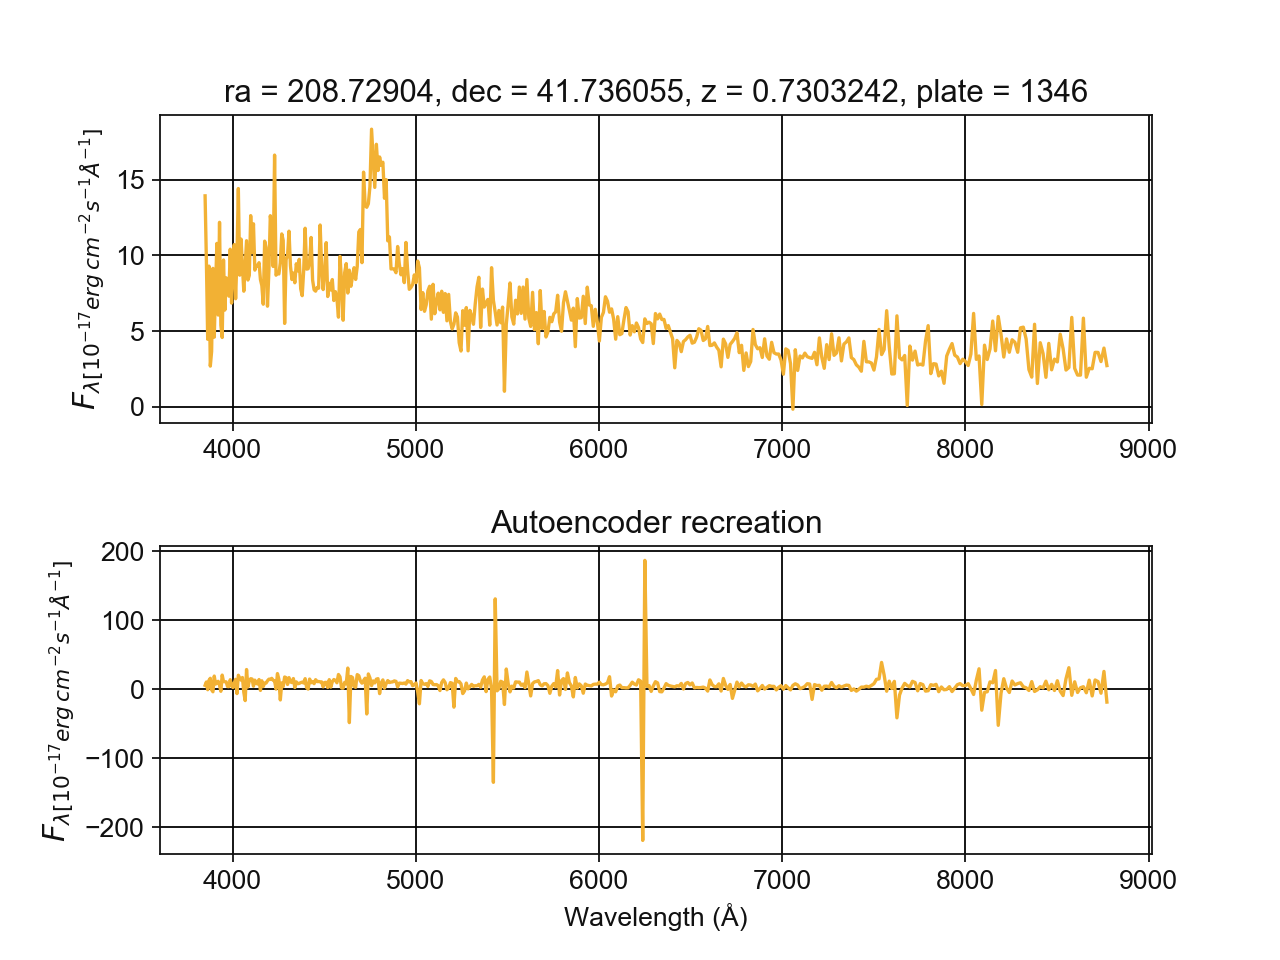 ra = 208.72904, dec = 41.736055, z = 0.7303242, plate = 1346
F_λ[10^−17 erg cm^−2 s^−1 Å^−1]
15
10
5
0
4000 5000 6000 7000 8000 9000
Autoencoder recreation
F_λ[10^−17 erg cm^−2 s^−1 Å^−1]
200
100
0
−100
−200
4000 5000 6000 7000 8000 9000
Wavelength (Å)